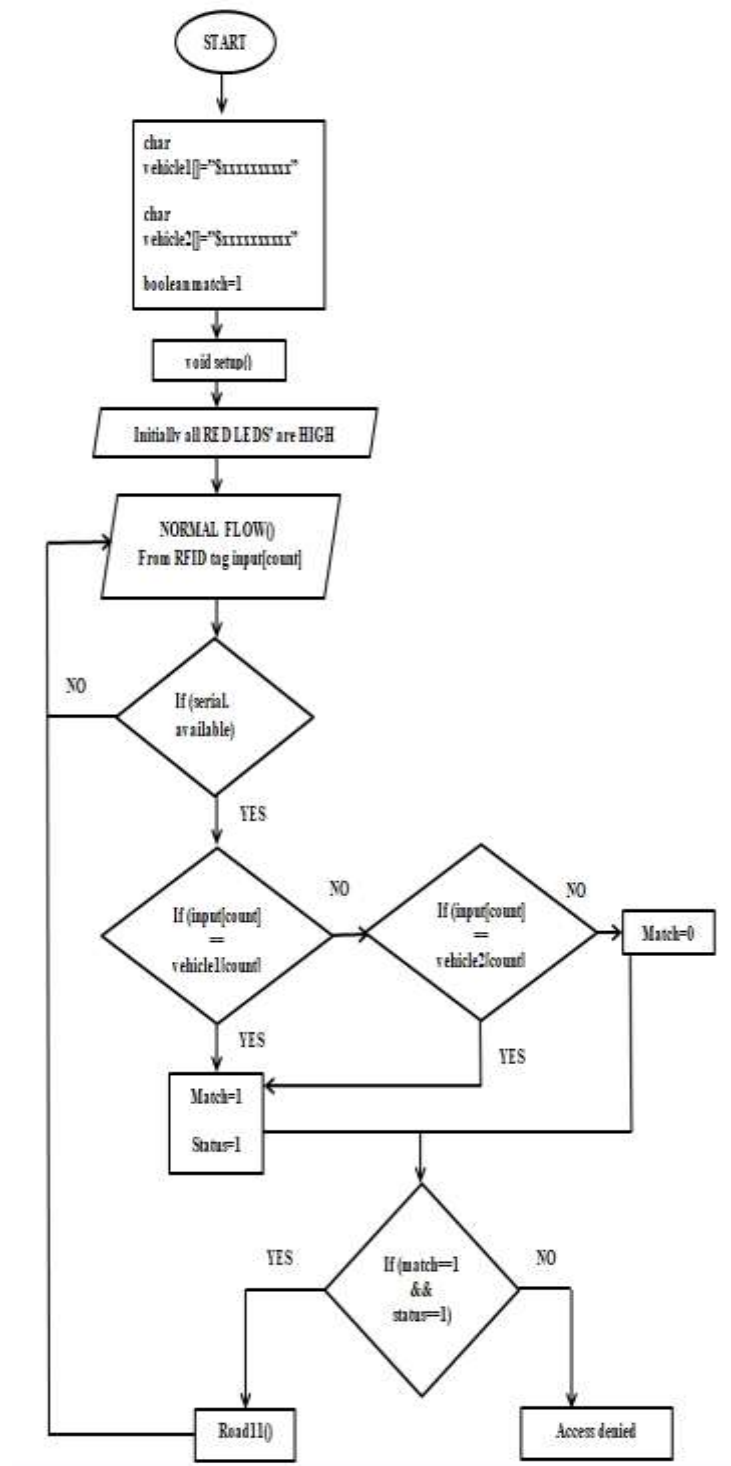 START
char
vehicle1[]="$xxxxxxxxxx"
char
vehicle2[]="$xxxxxxxxxx"
boolean match=1
void setup()
Initially all RED LEDS' are HIGH
NORMAL FLOW()
From RFID tag input[count]
NO
If (serial.
available)
YES
NO
If (input[count]
==
vehicle1[count]
If (input[count]
==
vehicle2[count]
NO
Match=0
YES
YES
Match=1
Status=1
YES
If (match==1
&&
status==1)
NO
Road11()
Access denied